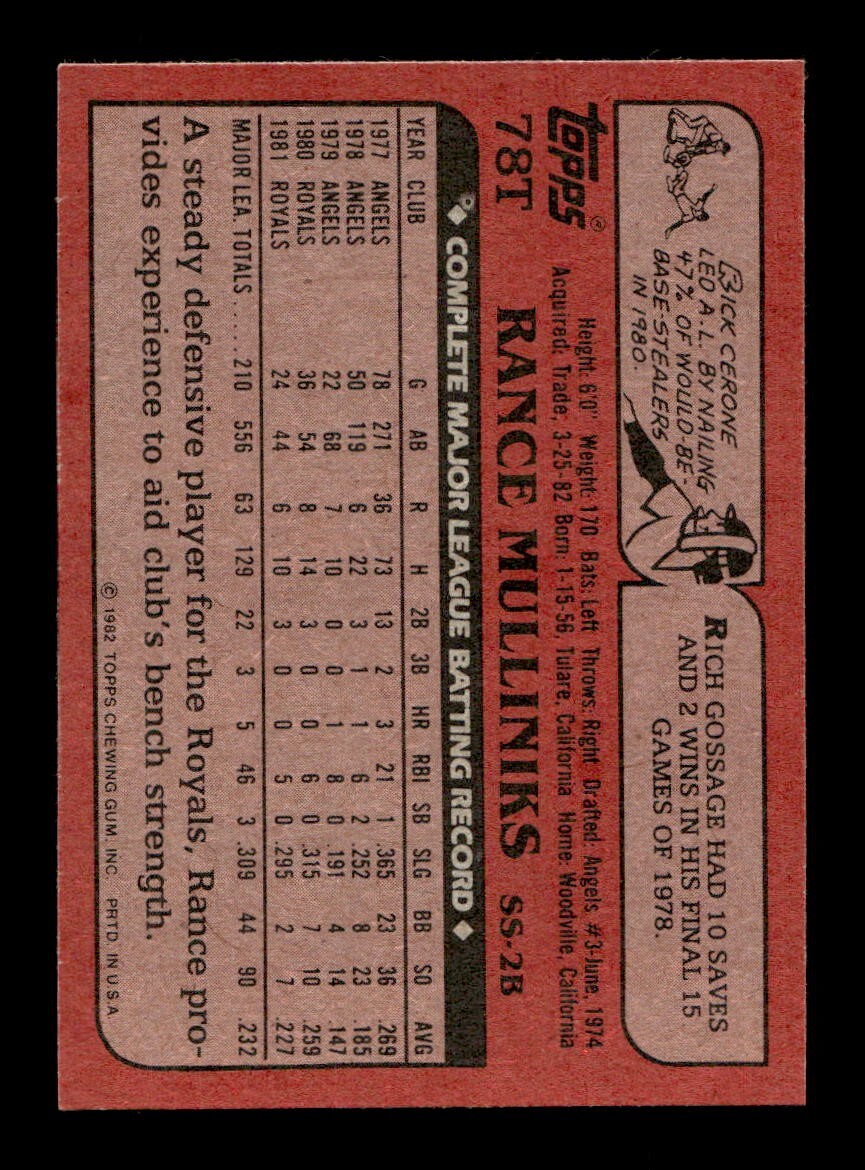 Rick Cerone
led A.L. by nailing
47% of would-be-
base-stealers
in 1980.
RICH GOSSAGE HAD 10 SAVES
AND 2 WINS IN HIS FINAL 15
GAMES OF 1978.
Topps®
78T RANCE MULLINIKS SS-2B
Height: 6'0" Weight: 170 Bats: Left Throws: Right Drafted: Angels #3-June, 1974
Acquired: Trade, 3-25-82 Born: 1-15-56, Tulare, California Home: Woodville, California
◆ COMPLETE MAJOR LEAGUE BATTING RECORD ◆
YEAR CLUB G AB R H 2B 3B HR RBI SB SLG BB SO AVG
1977 ANGELS 78 271 36 73 13 2 3 21 1 .365 23 36 .269
1978 ANGELS 50 119 6 22 3 1 1 6 2 .252 8 23 .185
1979 ANGELS 22 68 7 10 0 0 1 8 0 .191 4 14 .147
1980 ROYALS 36 54 8 14 3 0 0 6 0 .315 7 10 .259
1981 ROYALS 24 44 6 10 3 0 0 5 0 .295 2 7 .227
MAJOR LEA. TOTALS ..... 210 556 63 129 22 3 5 46 3 .309 44 90 .232
A steady defensive player for the Royals, Rance pro-
vides experience to aid club's bench strength.
© 1982 TOPPS CHEWING GUM, INC. PRTD. IN U.S.A.